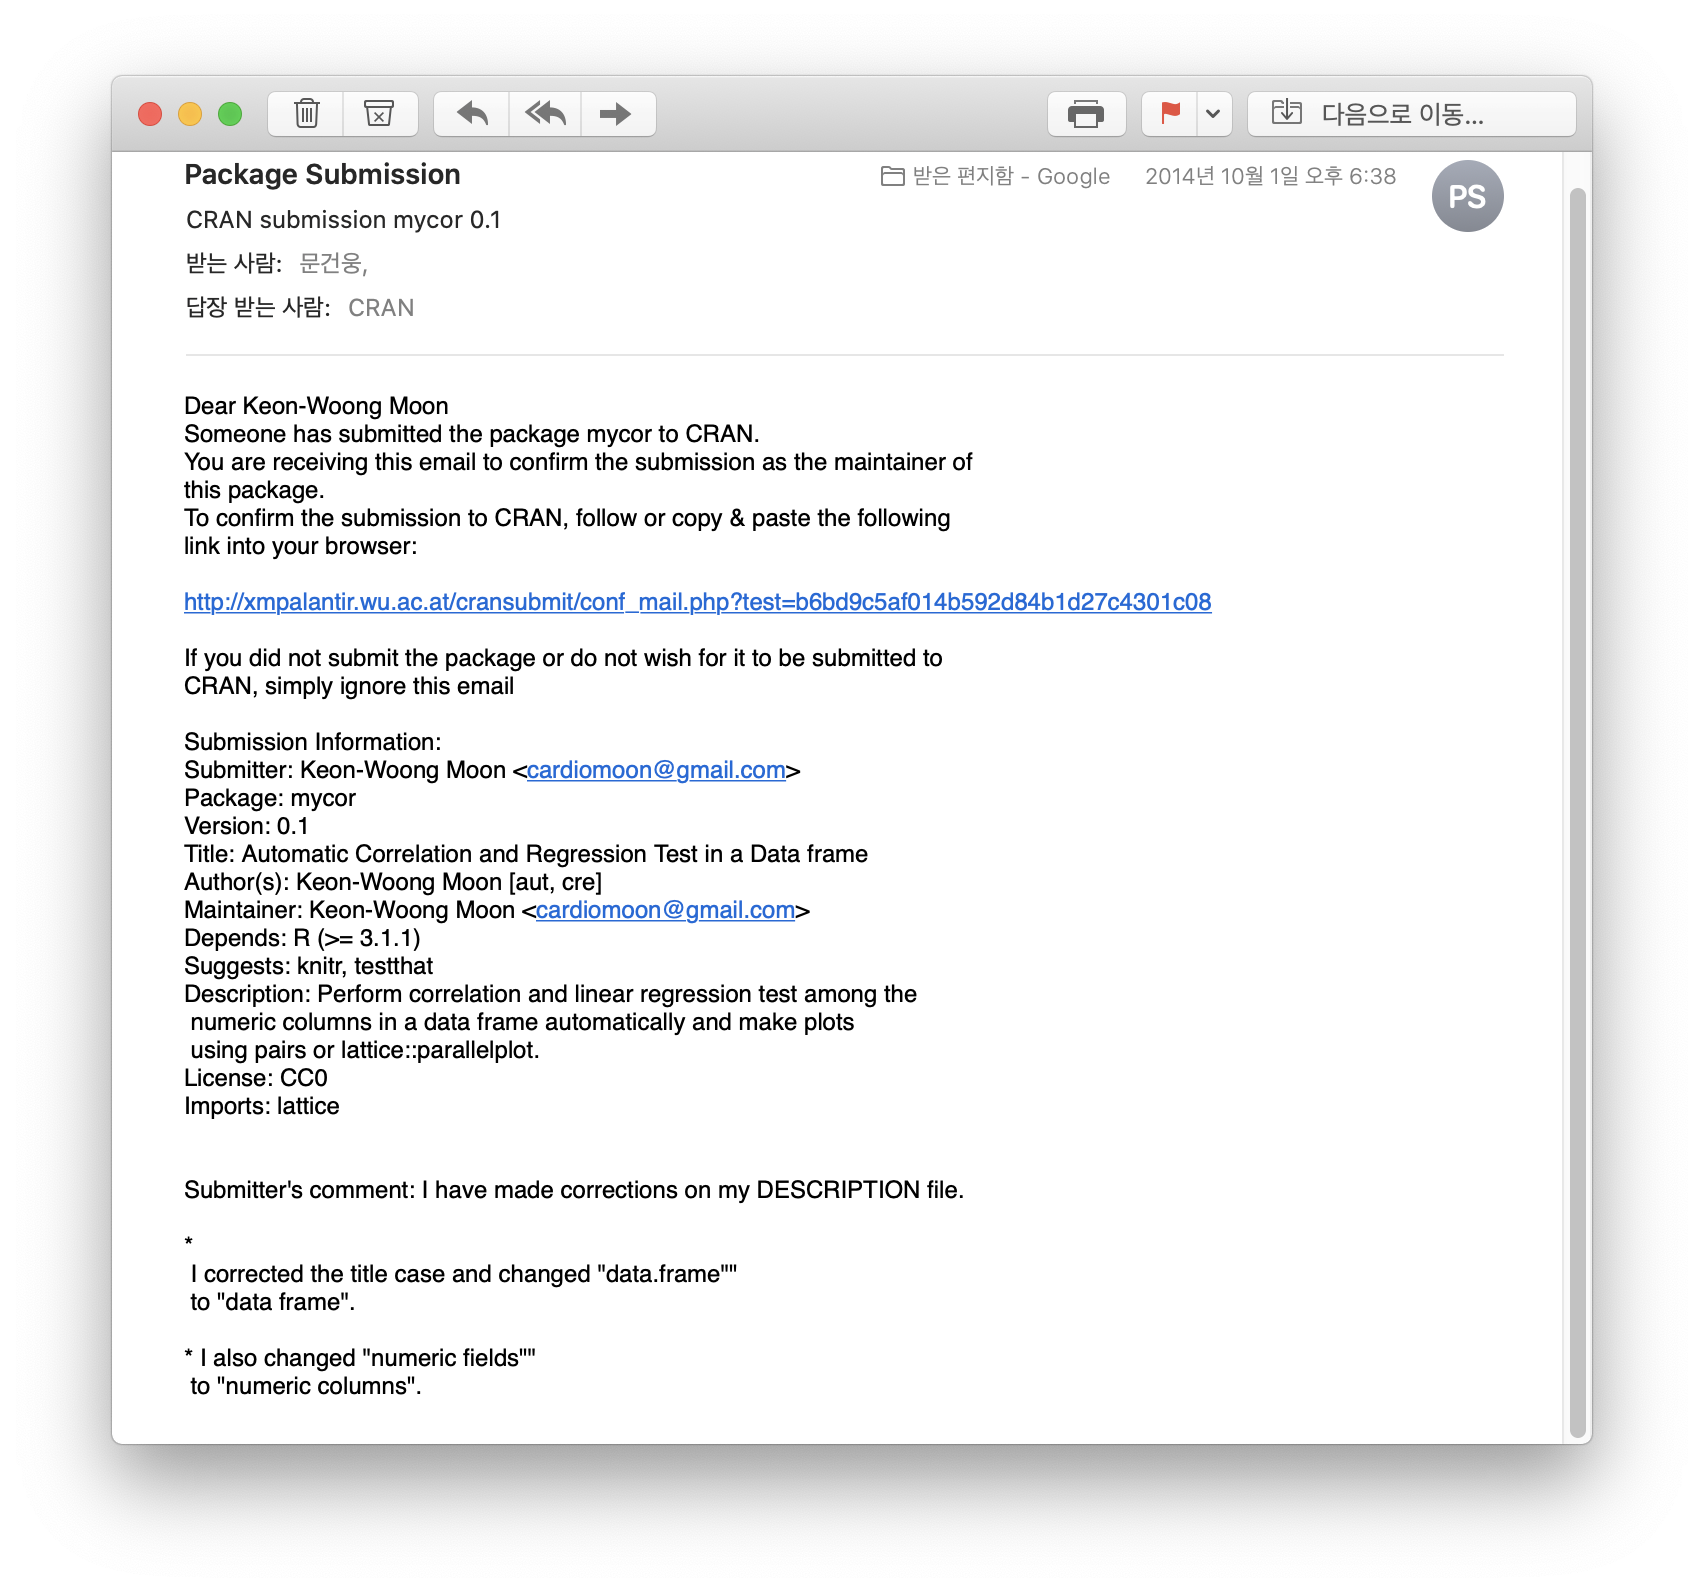 다음으로 이동...
Package Submission
받은 편지함 - Google
2014년 10월 1일 오후 6:38
PS
CRAN submission mycor 0.1
받는 사람: 문건웅,
답장 받는 사람: CRAN
Dear Keon-Woong Moon
Someone has submitted the package mycor to CRAN.
You are receiving this email to confirm the submission as the maintainer of
this package.
To confirm the submission to CRAN, follow or copy & paste the following
link into your browser:
http://xmpalantir.wu.ac.at/cransubmit/conf_mail.php?test=b6bd9c5af014b592d84b1d27c4301c08
If you did not submit the package or do not wish for it to be submitted to
CRAN, simply ignore this email
Submission Information:
Submitter: Keon-Woong Moon <cardiomoon@gmail.com>
Package: mycor
Version: 0.1
Title: Automatic Correlation and Regression Test in a Data frame
Author(s): Keon-Woong Moon [aut, cre]
Maintainer: Keon-Woong Moon <cardiomoon@gmail.com>
Depends: R (>= 3.1.1)
Suggests: knitr, testthat
Description: Perform correlation and linear regression test among the
numeric columns in a data frame automatically and make plots
using pairs or lattice::parallelplot.
License: CC0
Imports: lattice
Submitter's comment: I have made corrections on my DESCRIPTION file.
*
I corrected the title case and changed "data.frame""
to "data frame".
* I also changed "numeric fields""
to "numeric columns".